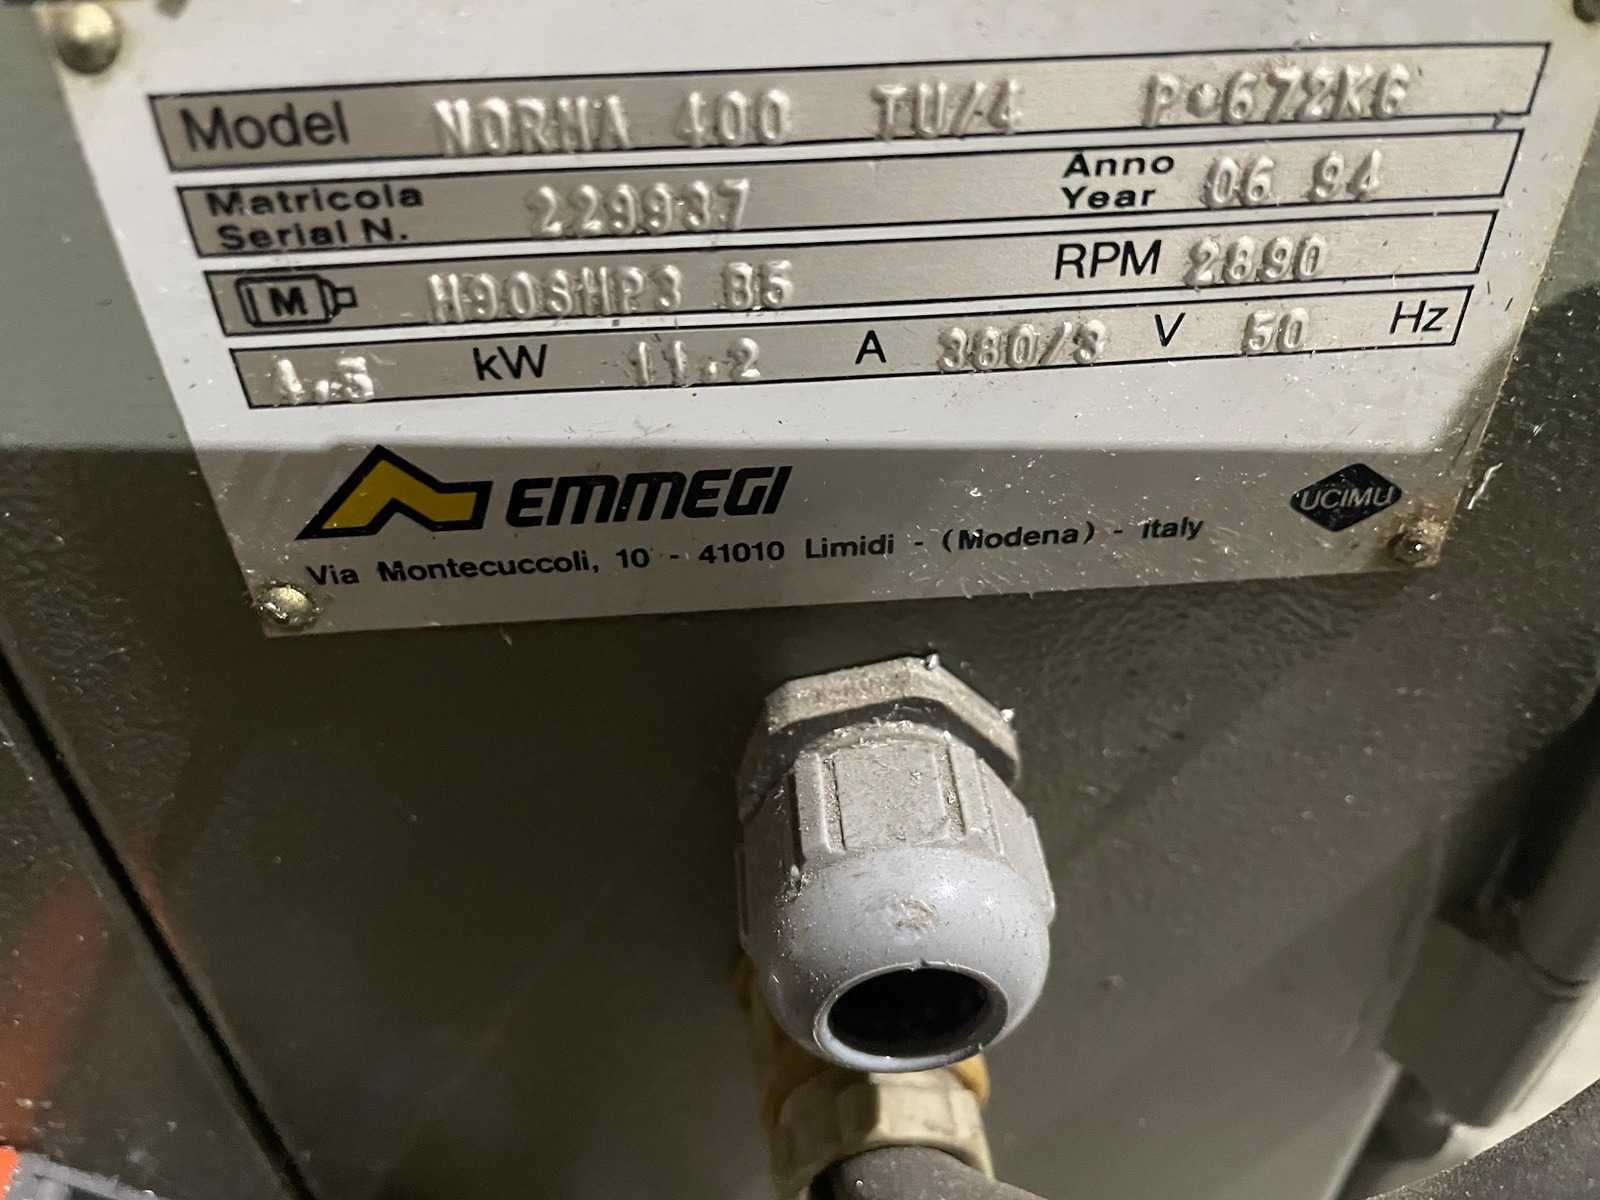 Model NORMA 400 TU/4 P.672KG
Matricola 229937 Anno 06 94
Serial N. Year
M H90SHP3 B5 RPM 2890
kW 11.2 A 380/3 V 50 Hz
EMMEGI
UCIMU
Via Montecuccoli, 10 - 41010 Limidi - (Modena) - Italy